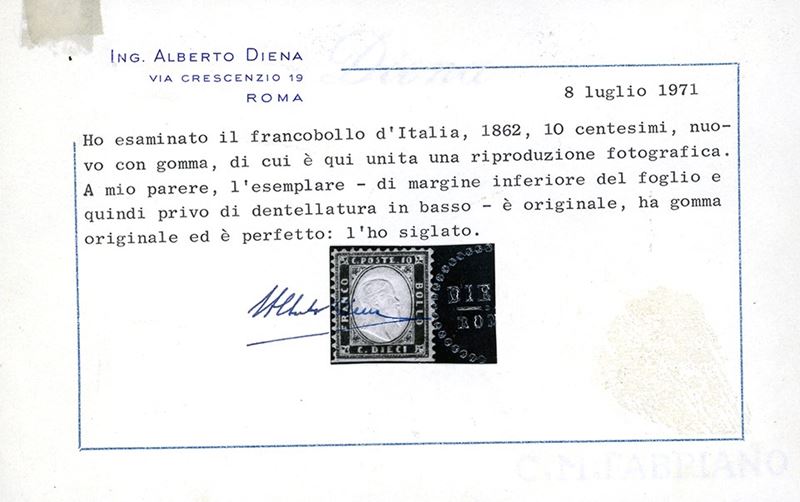 ING. ALBERTO DIENA
VIA CRESCENZIO 19
ROMA
8 luglio 1971
Ho esaminato il francobollo d'Italia, 1862, 10 centesimi, nuo-
vo con gomma, di cui è qui unita una riproduzione fotografica.
A mio parere, l'esemplare - di margine inferiore del foglio e
quindi privo di dentellatura in basso - è originale, ha gomma
originale ed è perfetto: l'ho siglato.
C. POSTE 10
FRANCO
BOLLO
C. DIECI
DIE
ROM
C.M.FABRIANO